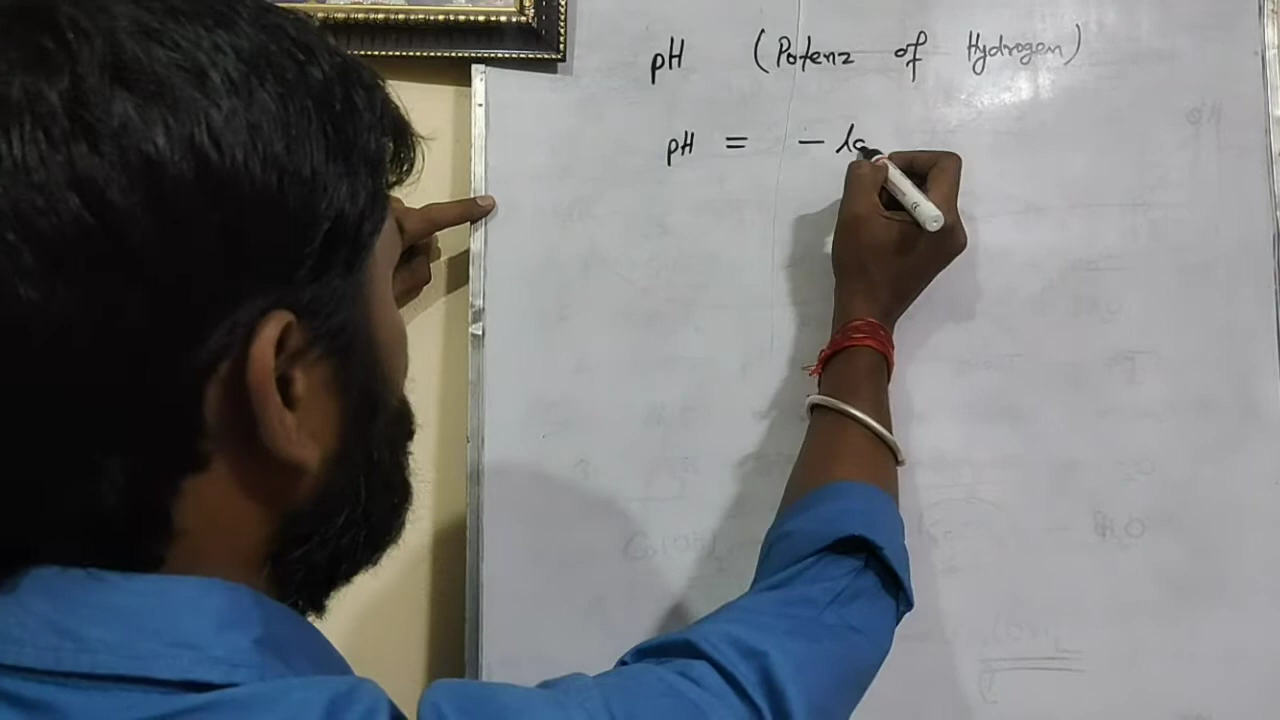 pH (Potenz of Hydrogen)
pH = - lo